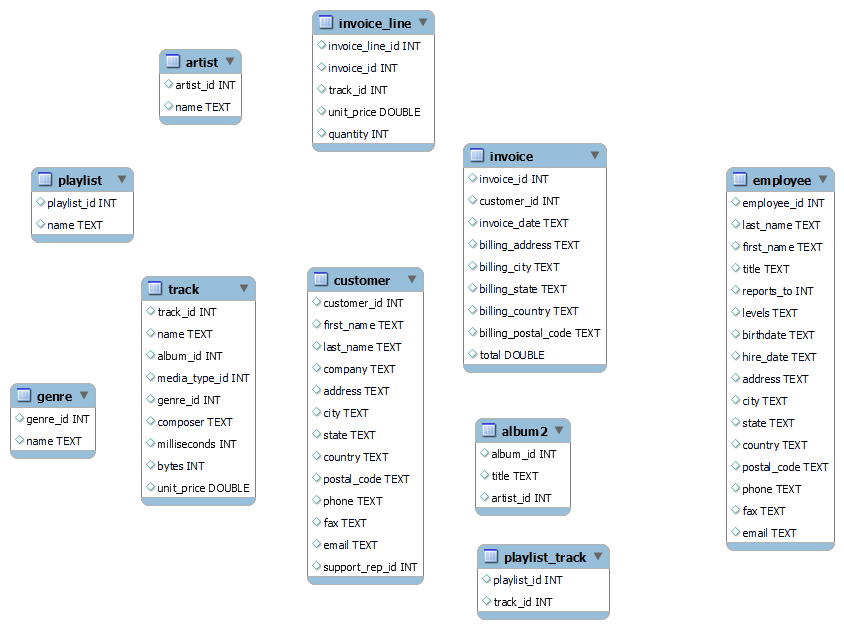 invoice_line
invoice_line_id INT
invoice_id INT
track_id INT
unit_price DOUBLE
quantity INT
artist
artist_id INT
name TEXT
invoice
invoice_id INT
customer_id INT
invoice_date TEXT
billing_address TEXT
billing_city TEXT
billing_state TEXT
billing_country TEXT
billing_postal_code TEXT
total DOUBLE
playlist
playlist_id INT
name TEXT
employee
employee_id INT
last_name TEXT
first_name TEXT
title TEXT
reports_to INT
levels TEXT
birthdate TEXT
hire_date TEXT
address TEXT
city TEXT
state TEXT
country TEXT
postal_code TEXT
phone TEXT
fax TEXT
email TEXT
track
track_id INT
name TEXT
album_id INT
media_type_id INT
genre_id INT
composer TEXT
milliseconds INT
bytes INT
unit_price DOUBLE
customer
customer_id INT
first_name TEXT
last_name TEXT
company TEXT
address TEXT
city TEXT
state TEXT
country TEXT
postal_code TEXT
phone TEXT
fax TEXT
email TEXT
support_rep_id INT
genre
genre_id INT
name TEXT
album2
album_id INT
title TEXT
artist_id INT
playlist_track
playlist_id INT
track_id INT